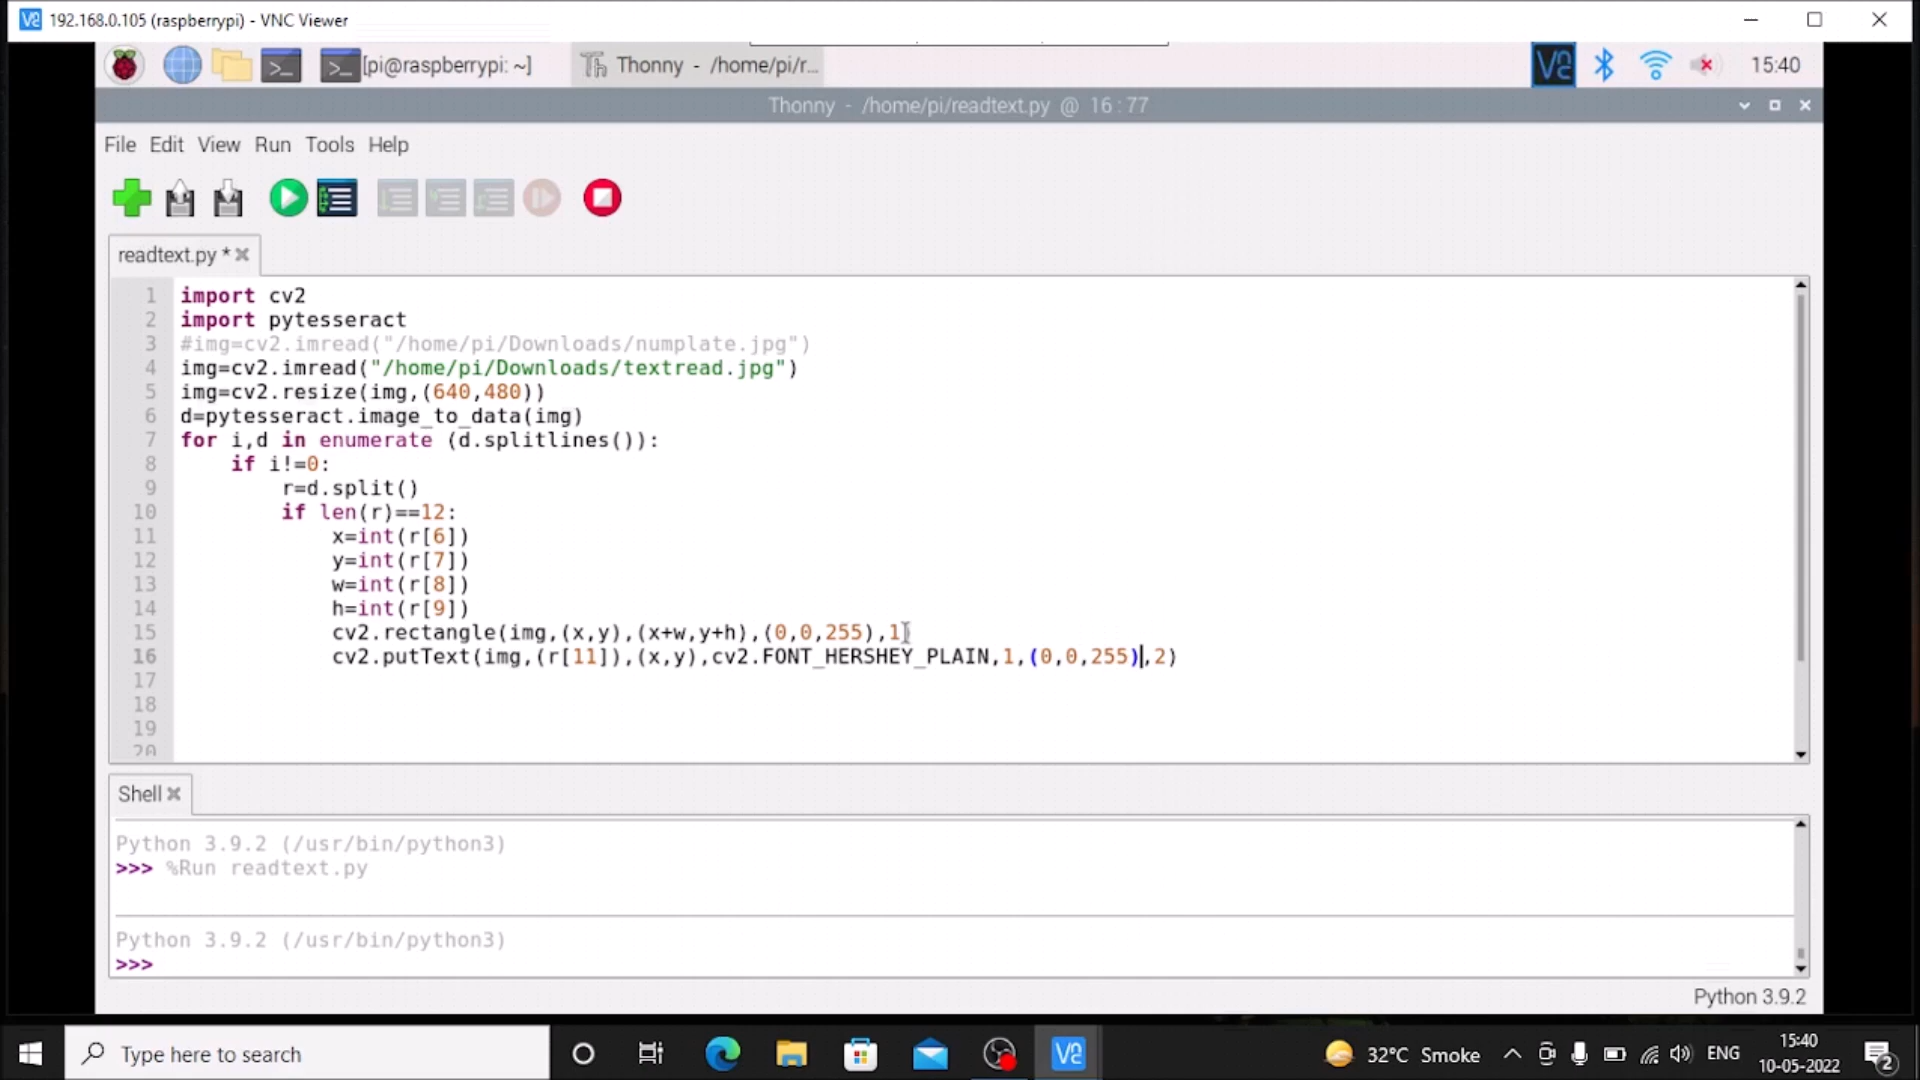 192.168.0.105 (raspberrypi) - VNC Viewer
[pi@raspberrypi: ~]
Thonny - /home/pi/r...
15:40
Thonny - /home/pi/readtext.py @ 16:77
File Edit View Run Tools Help
readtext.py *
1 import cv2
2 import pytesseract
3 #img=cv2.imread("/home/pi/Downloads/numplate.jpg")
4 img=cv2.imread("/home/pi/Downloads/textread.jpg")
5 img=cv2.resize(img,(640,480))
6 d=pytesseract.image_to_data(img)
7 for i,d in enumerate (d.splitlines()):
8     if i!=0:
9         r=d.split()
10         if len(r)==12:
11             x=int(r[6])
12             y=int(r[7])
13             w=int(r[8])
14             h=int(r[9])
15             cv2.rectangle(img,(x,y),(x+w,y+h),(0,0,255),1)
16             cv2.putText(img,(r[11]),(x,y),cv2.FONT_HERSHEY_PLAIN,1,(0,0,255),2)
17
18
19
20
Shell
Python 3.9.2 (/usr/bin/python3)
>>> %Run readtext.py
Python 3.9.2 (/usr/bin/python3)
>>>
Python 3.9.2
Type here to search
32°C Smoke
ENG
15:40
10-05-2022
2